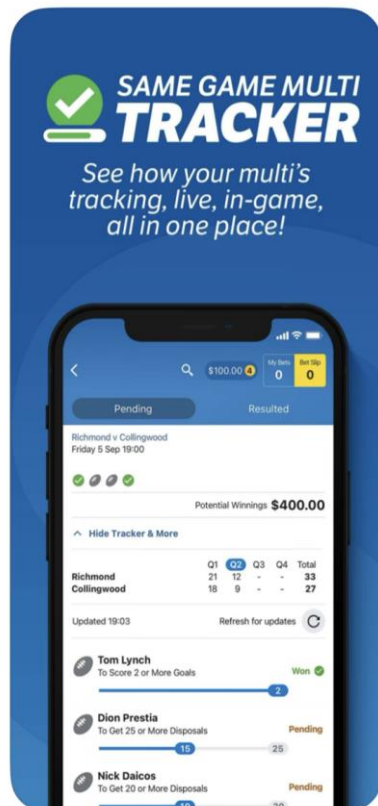 SAME GAME MULTI
TRACKER
See how your multi's
tracking, live, in-game,
all in one place!
$100.00 4
My Bets
0
Bet Slip
0
Pending
Resulted
Richmond v Collingwood
Friday 5 Sep 19:00
Potential Winnings $400.00
Hide Tracker & More
Q1 Q2 Q3 Q4 Total
Richmond 21 12 - - 33
Collingwood 18 9 - - 27
Updated 19:03 Refresh for updates
Tom Lynch
To Score 2 or More Goals Won
2
Dion Prestia
To Get 25 or More Disposals Pending
15 25
Nick Daicos
To Get 20 or More Disposals Pending